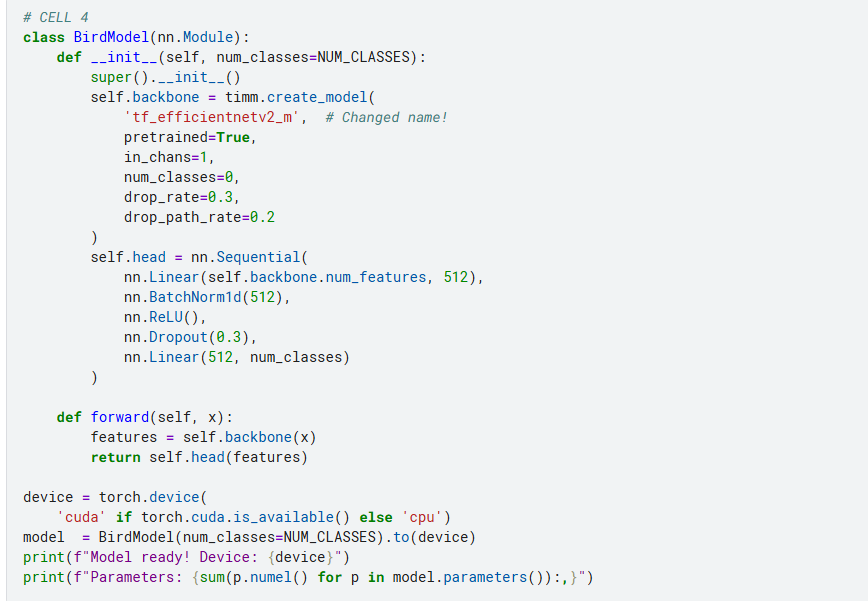 # CELL 4
class BirdModel(nn.Module):
    def __init__(self, num_classes=NUM_CLASSES):
        super().__init__()
        self.backbone = timm.create_model(
            'tf_efficientnetv2_m',  # Changed name!
            pretrained=True,
            in_chans=1,
            num_classes=0,
            drop_rate=0.3,
            drop_path_rate=0.2
        )
        self.head = nn.Sequential(
            nn.Linear(self.backbone.num_features, 512),
            nn.BatchNorm1d(512),
            nn.ReLU(),
            nn.Dropout(0.3),
            nn.Linear(512, num_classes)
        )

    def forward(self, x):
        features = self.backbone(x)
        return self.head(features)

device = torch.device(
    'cuda' if torch.cuda.is_available() else 'cpu')
model  = BirdModel(num_classes=NUM_CLASSES).to(device)
print(f"Model ready! Device: {device}")
print(f"Parameters: {sum(p.numel() for p in model.parameters()):,}")